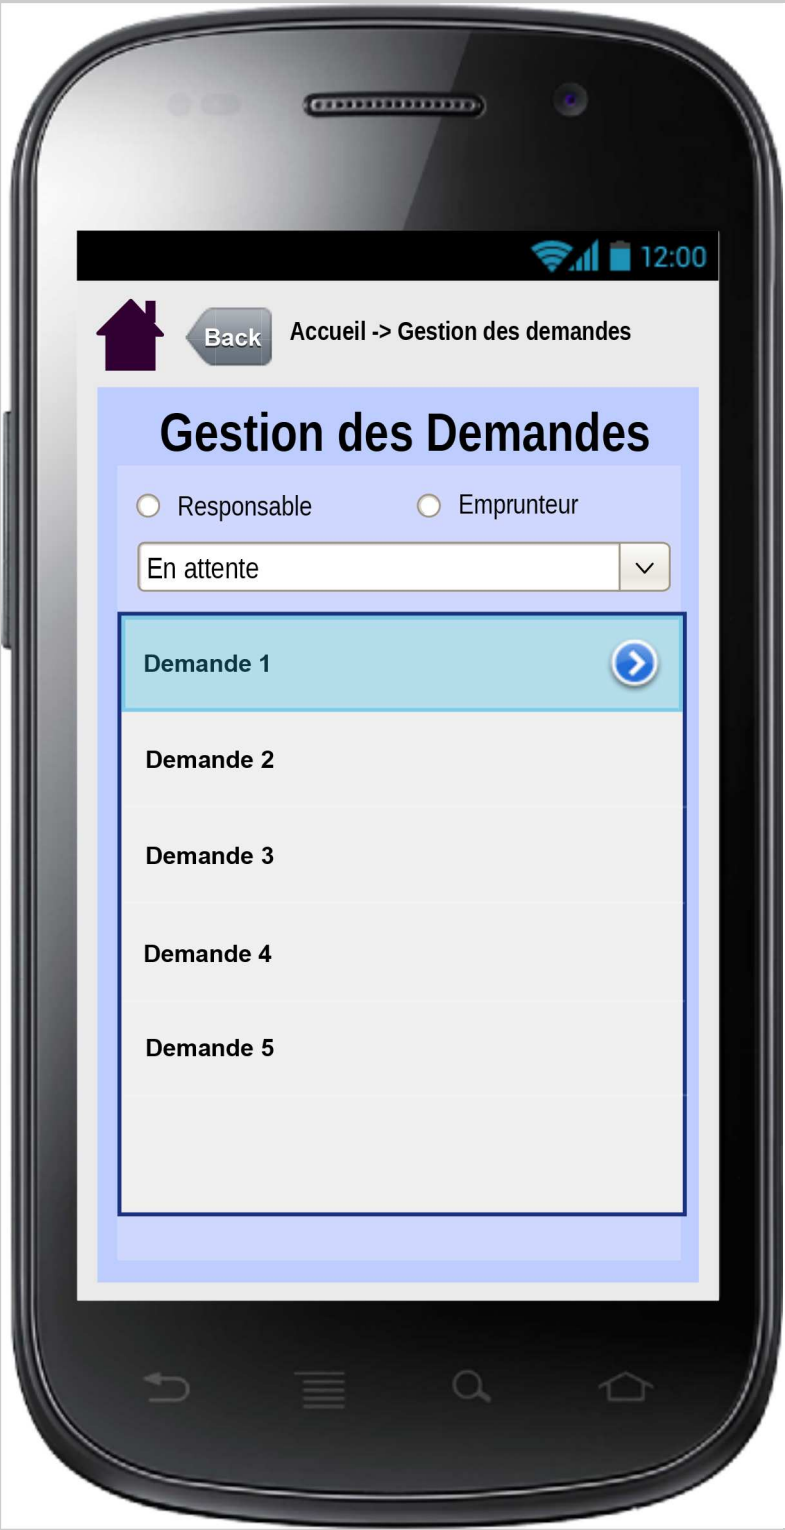 12:00
Back
Accueil -> Gestion des demandes
Gestion des Demandes
Responsable
Emprunteur
En attente
Demande 1
Demande 2
Demande 3
Demande 4
Demande 5